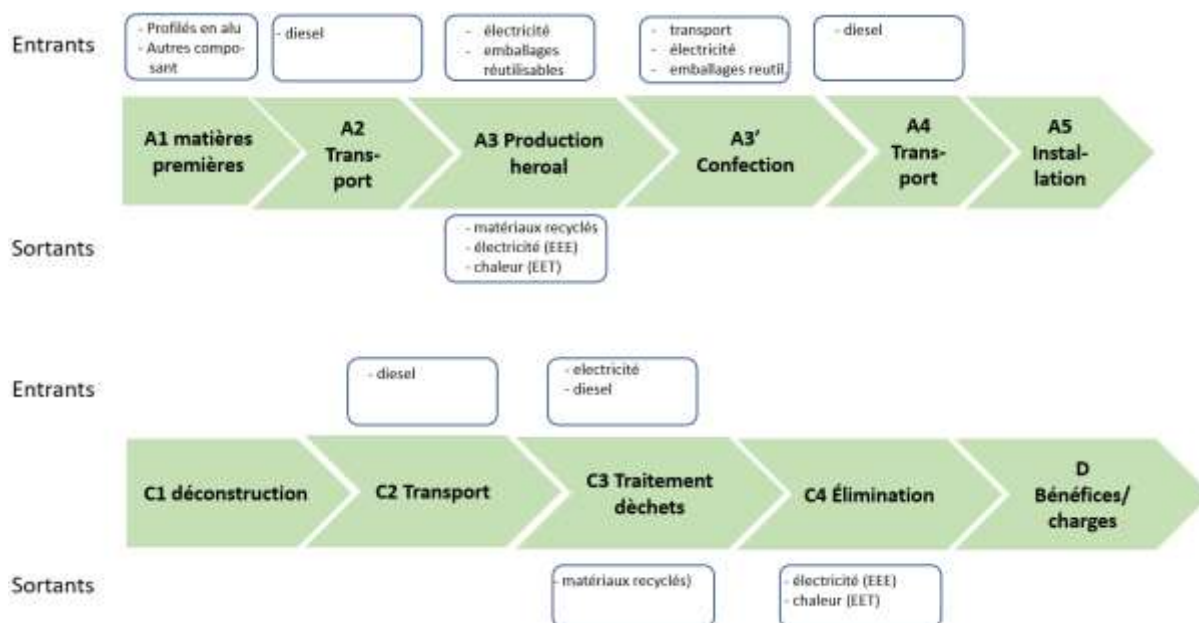 Entrants
- Profilés en alu
- Autres compo-
sant
- diesel
- électricité
- emballages
réutilisables
- transport
- électricité
- emballages reutil.
- diesel
A1 matières
premières
A2
Trans-
port
A3 Production
heroal
A3’
Confection
A4
Trans-
port
A5
Instal-
lation
Sortants
- matériaux recyclés
- électricité (EEE)
- chaleur (EET)
Entrants
- diesel
- electricité
- diesel
C1 déconstruction
C2 Transport
C3 Traitement
dèchets
C4 Élimination
D
Bénéfices/
charges
Sortants
- matériaux recyclés)
- électricité (EEE)
- chaleur (EET)